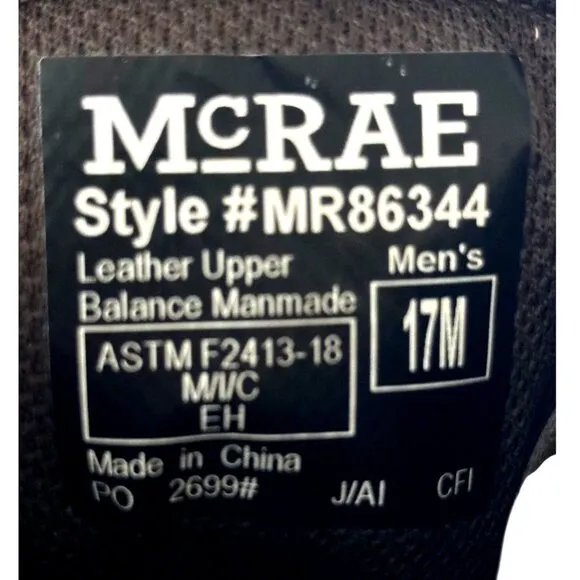 McRAE
Style #MR86344
Leather Upper Men's
Balance Manmade
17M
ASTM F2413-18
M/I/C
EH
Made in China
PO 2699# J/AI CFI